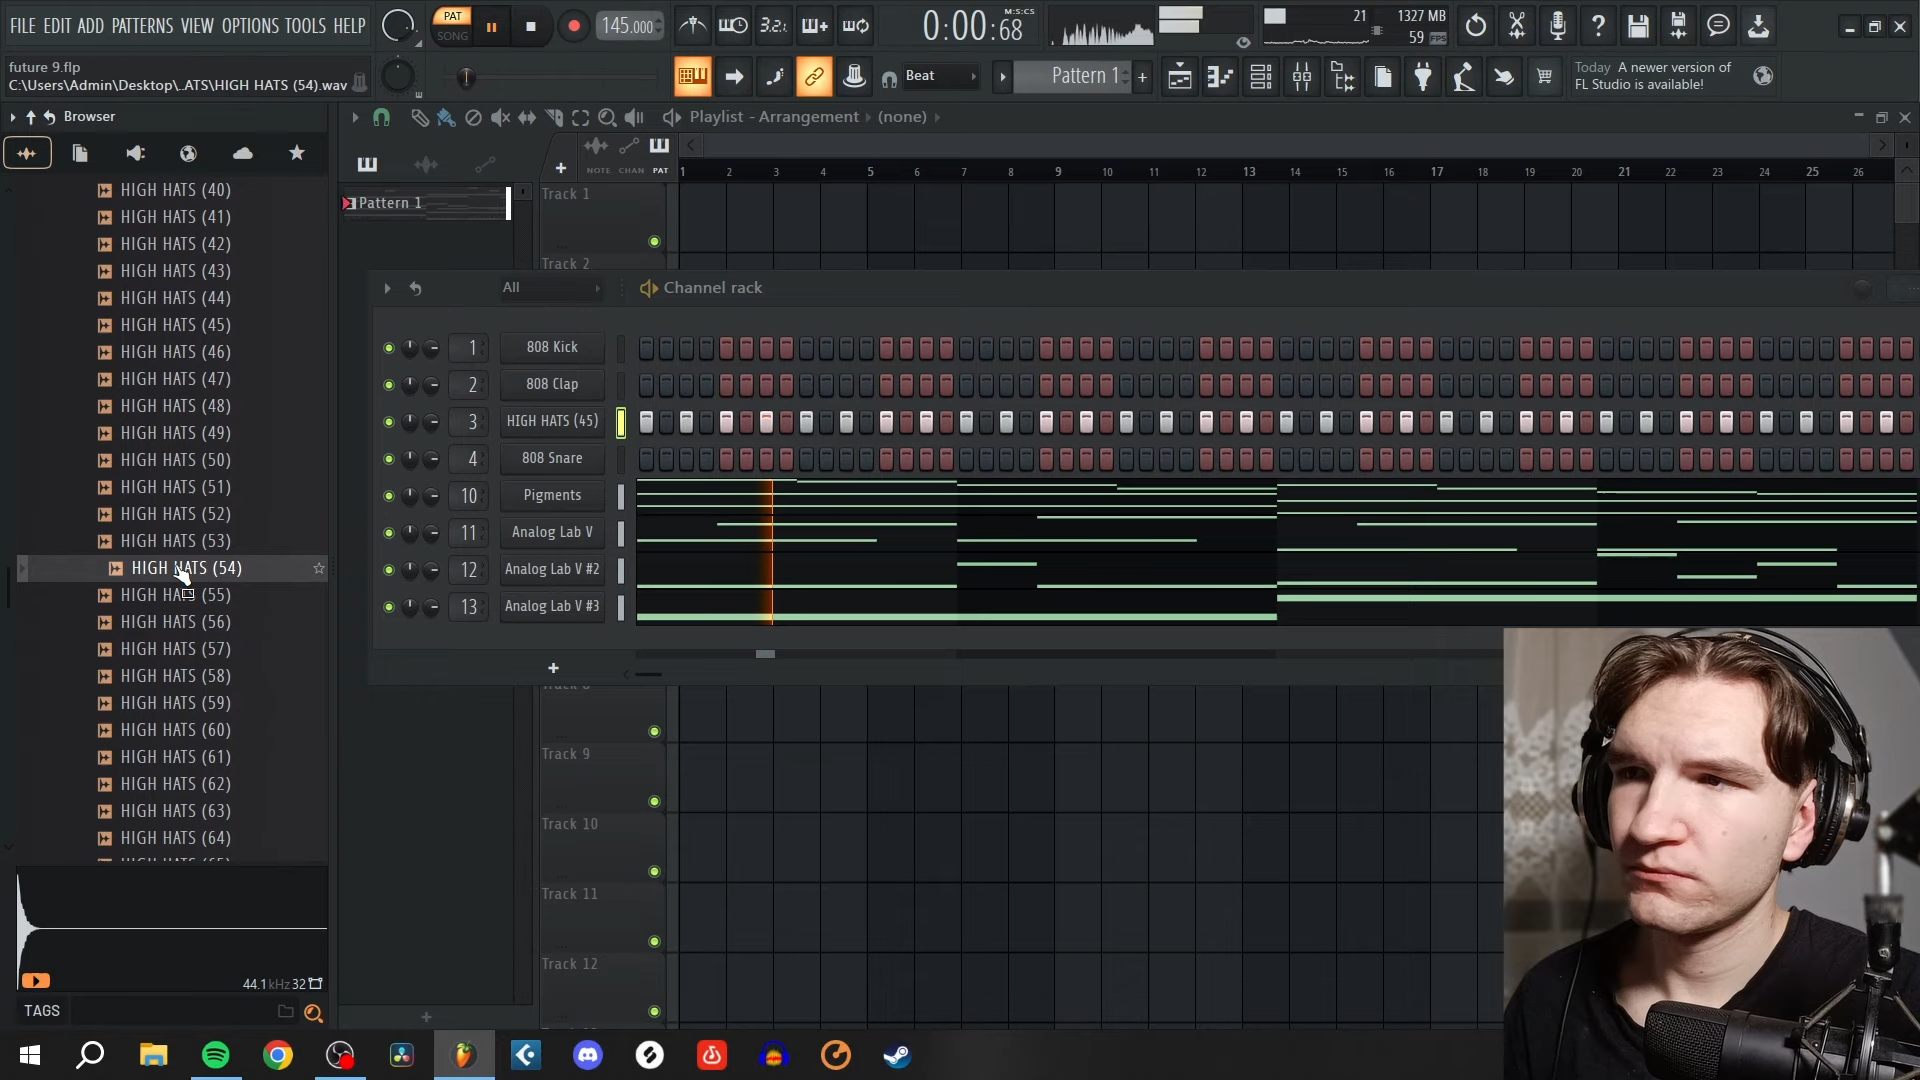 FILE EDIT ADD PATTERNS VIEW OPTIONS TOOLS HELP
PAT
SONG
145.000
3.2.
0:00:68
M:S:CS
21
1327 MB
59 FPS
future 9.flp
C:\Users\Admin\Desktop\..ATS\HIGH HATS (54).wav
Beat
Pattern 1
+
Today A newer version of
FL Studio is available!
Browser
Playlist - Arrangement
(none)
NOTE CHAN PAT
1 2 3 4 5 6 7 8 9 10 11 12 13 14 15 16 17 18 19 20 21 22 23 24 25 26
HIGH HATS (40)
HIGH HATS (41)
HIGH HATS (42)
HIGH HATS (43)
HIGH HATS (44)
HIGH HATS (45)
HIGH HATS (46)
HIGH HATS (47)
HIGH HATS (48)
HIGH HATS (49)
HIGH HATS (50)
HIGH HATS (51)
HIGH HATS (52)
HIGH HATS (53)
HIGH HATS (54)
HIGH HATS (55)
HIGH HATS (56)
HIGH HATS (57)
HIGH HATS (58)
HIGH HATS (59)
HIGH HATS (60)
HIGH HATS (61)
HIGH HATS (62)
HIGH HATS (63)
HIGH HATS (64)
44.1kHz 32
TAGS
Pattern 1
Track 1
Track 2
All
Channel rack
1 808 Kick
2 808 Clap
3 HIGH HATS (45)
4 808 Snare
10 Pigments
11 Analog Lab V
12 Analog Lab V #2
13 Analog Lab V #3
+
Track 9
Track 10
Track 11
Track 12